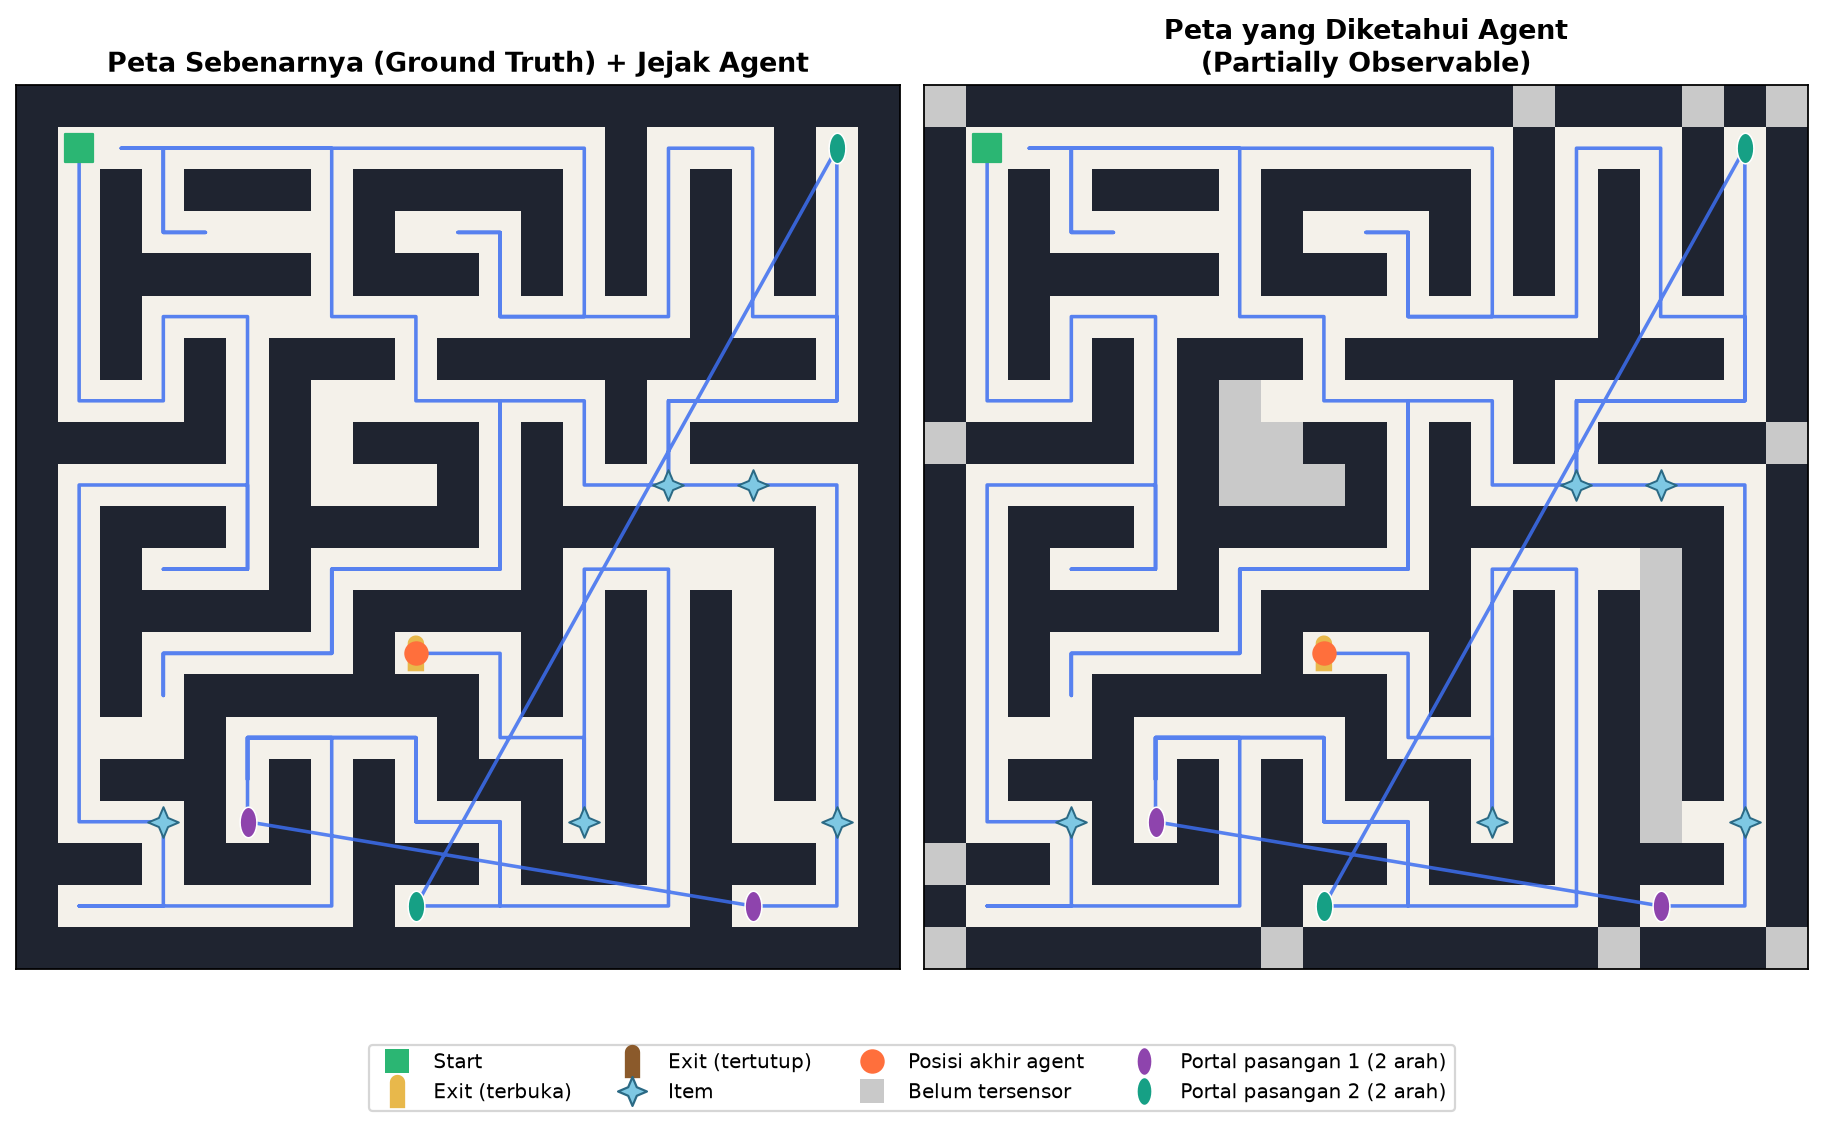 Peta Sebenarnya (Ground Truth) + Jejak Agent
Peta yang Diketahui Agent
(Partially Observable)
Start
Exit (terbuka)
Exit (tertutup)
Item
Posisi akhir agent
Belum tersensor
Portal pasangan 1 (2 arah)
Portal pasangan 2 (2 arah)